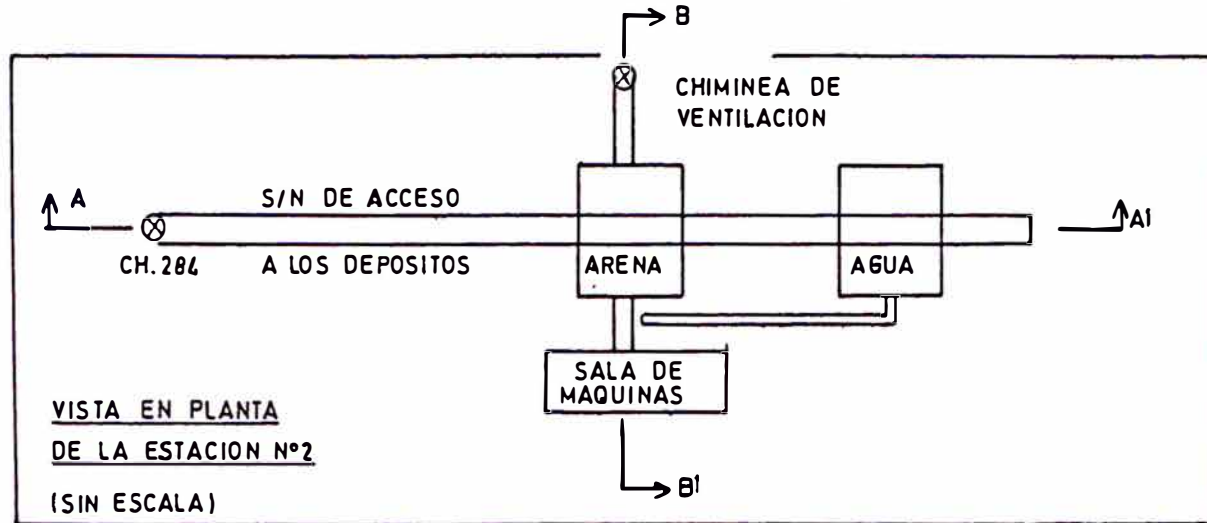 B
CHIMINEA DE
VENTILACION
A
S/N DE ACCESO
A1
CH.284
A LOS DEPOSITOS
ARENA
AGUA
SALA DE
MAQUINAS
VISTA EN PLANTA
DE LA ESTACION Nº2
(SIN ESCALA)
B1